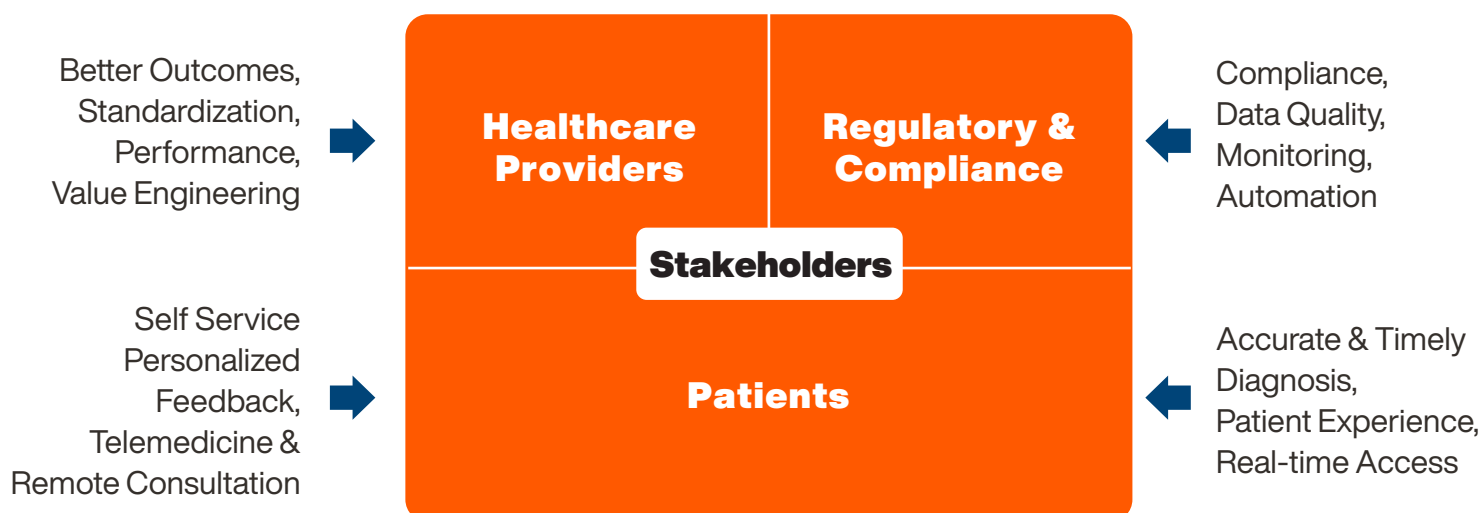 Better Outcomes,
Standardization,
Performance,
Value Engineering
Healthcare
Providers
Regulatory &
Compliance
Compliance,
Data Quality,
Monitoring,
Automation
Stakeholders
Self Service
Personalized
Feedback,
Telemedicine &
Remote Consultation
Patients
Accurate & Timely
Diagnosis,
Patient Experience,
Real-time Access